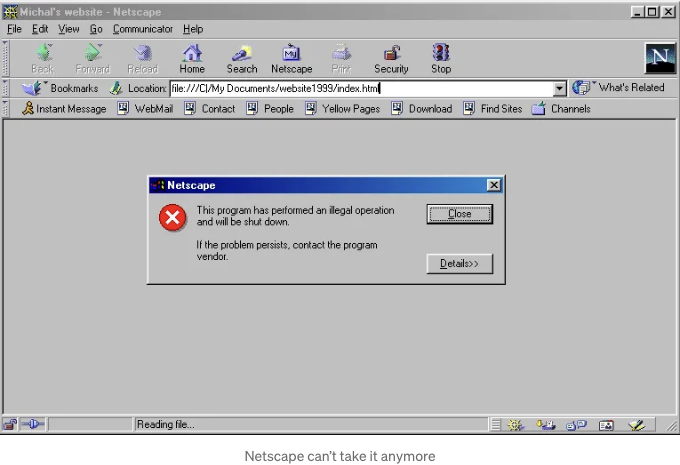 Michal's website - Netscape
File Edit View Go Communicator Help
Back Forward Reload Home Search Netscape Print Security Stop
My
N
Bookmarks Location: file:///C|/My Documents/website1999/index.html What's Related
Instant Message WebMail Contact People Yellow Pages Download Find Sites Channels
Netscape
This program has performed an illegal operation
and will be shut down.
If the problem persists, contact the program
vendor.
Close
Details>>
Reading file...
Netscape can’t take it anymore